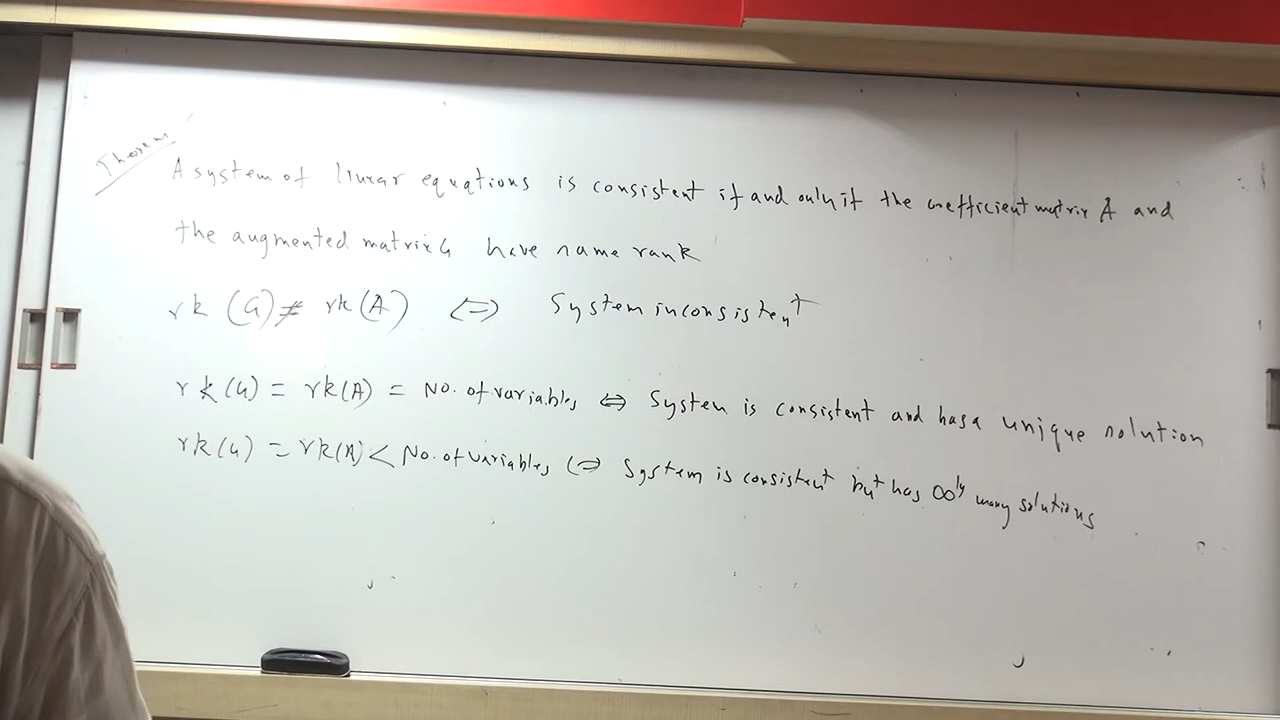 Theorem
A system of linear equations is consistent if and only if the coefficient matrix A and
the augmented matrix G have name rank
rk (G) ≠ rk (A) ⇔ System inconsistent
rk (G) = rk (A) = No. of variables ⇔ System is consistent and has a unique solution
rk (G) = rk (A) < No. of variables ⇔ System is consistent but has ∞ly many solutions